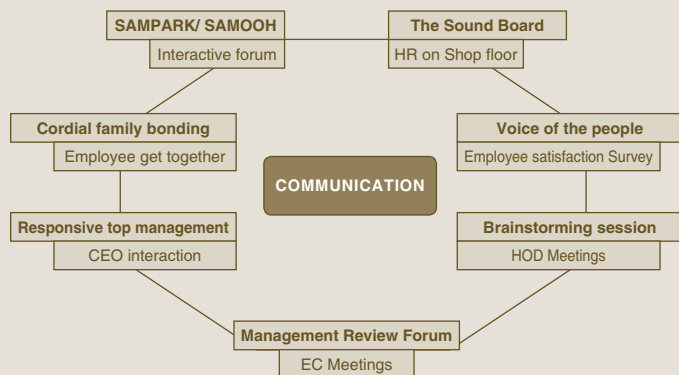 SAMPARK/ SAMOOH
Interactive forum
The Sound Board
HR on Shop floor
Cordial family bonding
Employee get together
Voice of the people
Employee satisfaction Survey
COMMUNICATION
Responsive top management
CEO interaction
Brainstorming session
HOD Meetings
Management Review Forum
EC Meetings